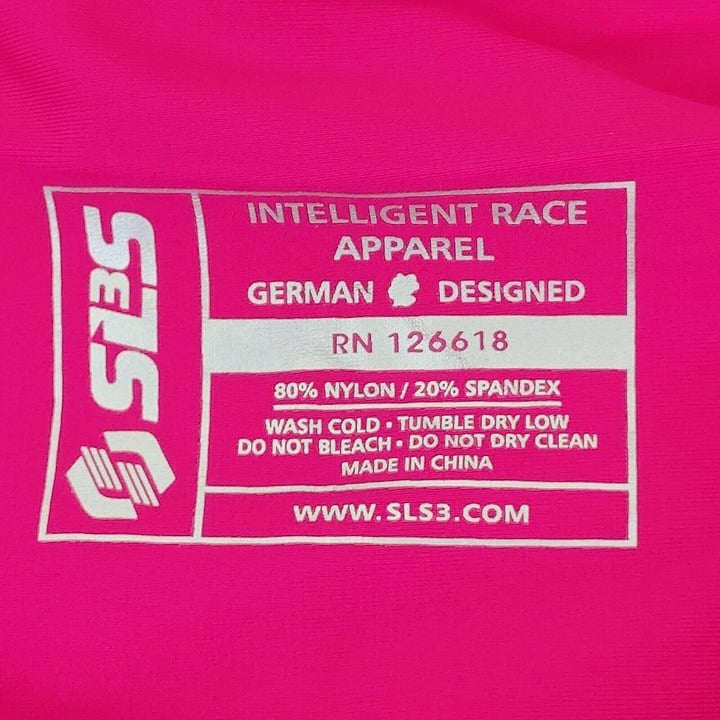 SLS3
INTELLIGENT RACE
APPAREL
GERMAN DESIGNED
RN 126618
80% NYLON / 20% SPANDEX
WASH COLD • TUMBLE DRY LOW
DO NOT BLEACH • DO NOT DRY CLEAN
MADE IN CHINA
WWW.SLS3.COM